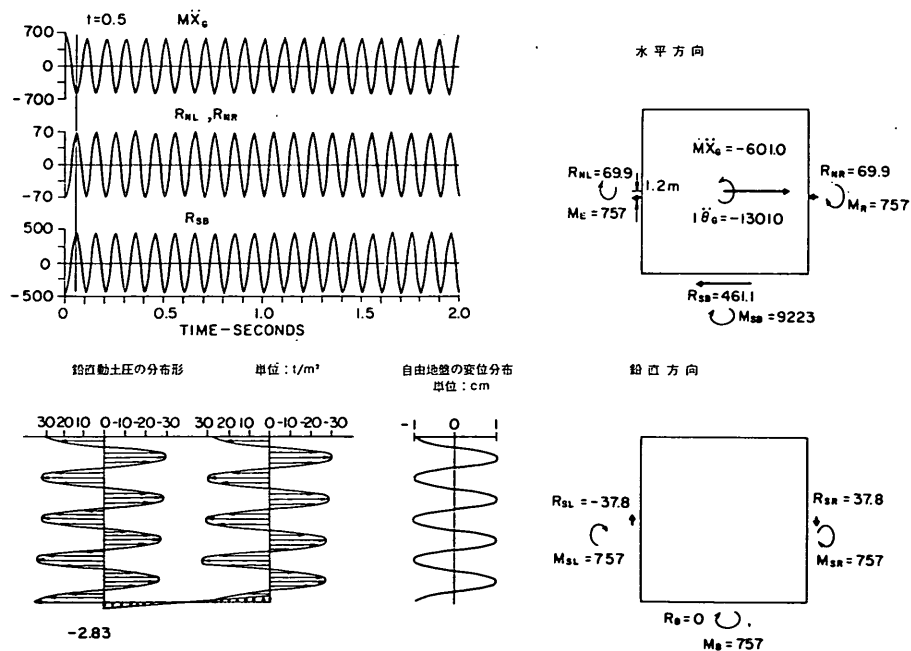 t=0.5 MẌG
700
0
-700
RNL, RNR
70
0
-70
RSB
500
0
-500
0 0.5 1.0 1.5 2.0
TIME-SECONDS
水平方向
MẌG=-601.0
RNL=69.9
1.2m
ME=757
Iθ̈G=-13010
RNR=69.9
MR=757
RSB=461.1
MSB=9223
鉛直動土圧の分布形 単位:t/m²
30 20 10 0 -10 -20 -30 30 20 10 0 -10 -20 -30
-2.83
自由地盤の変位分布
単位:cm
-1 0 1
鉛直方向
RSL=-37.8
MSL=757
RSR=37.8
MSR=757
RB=0
MB=757